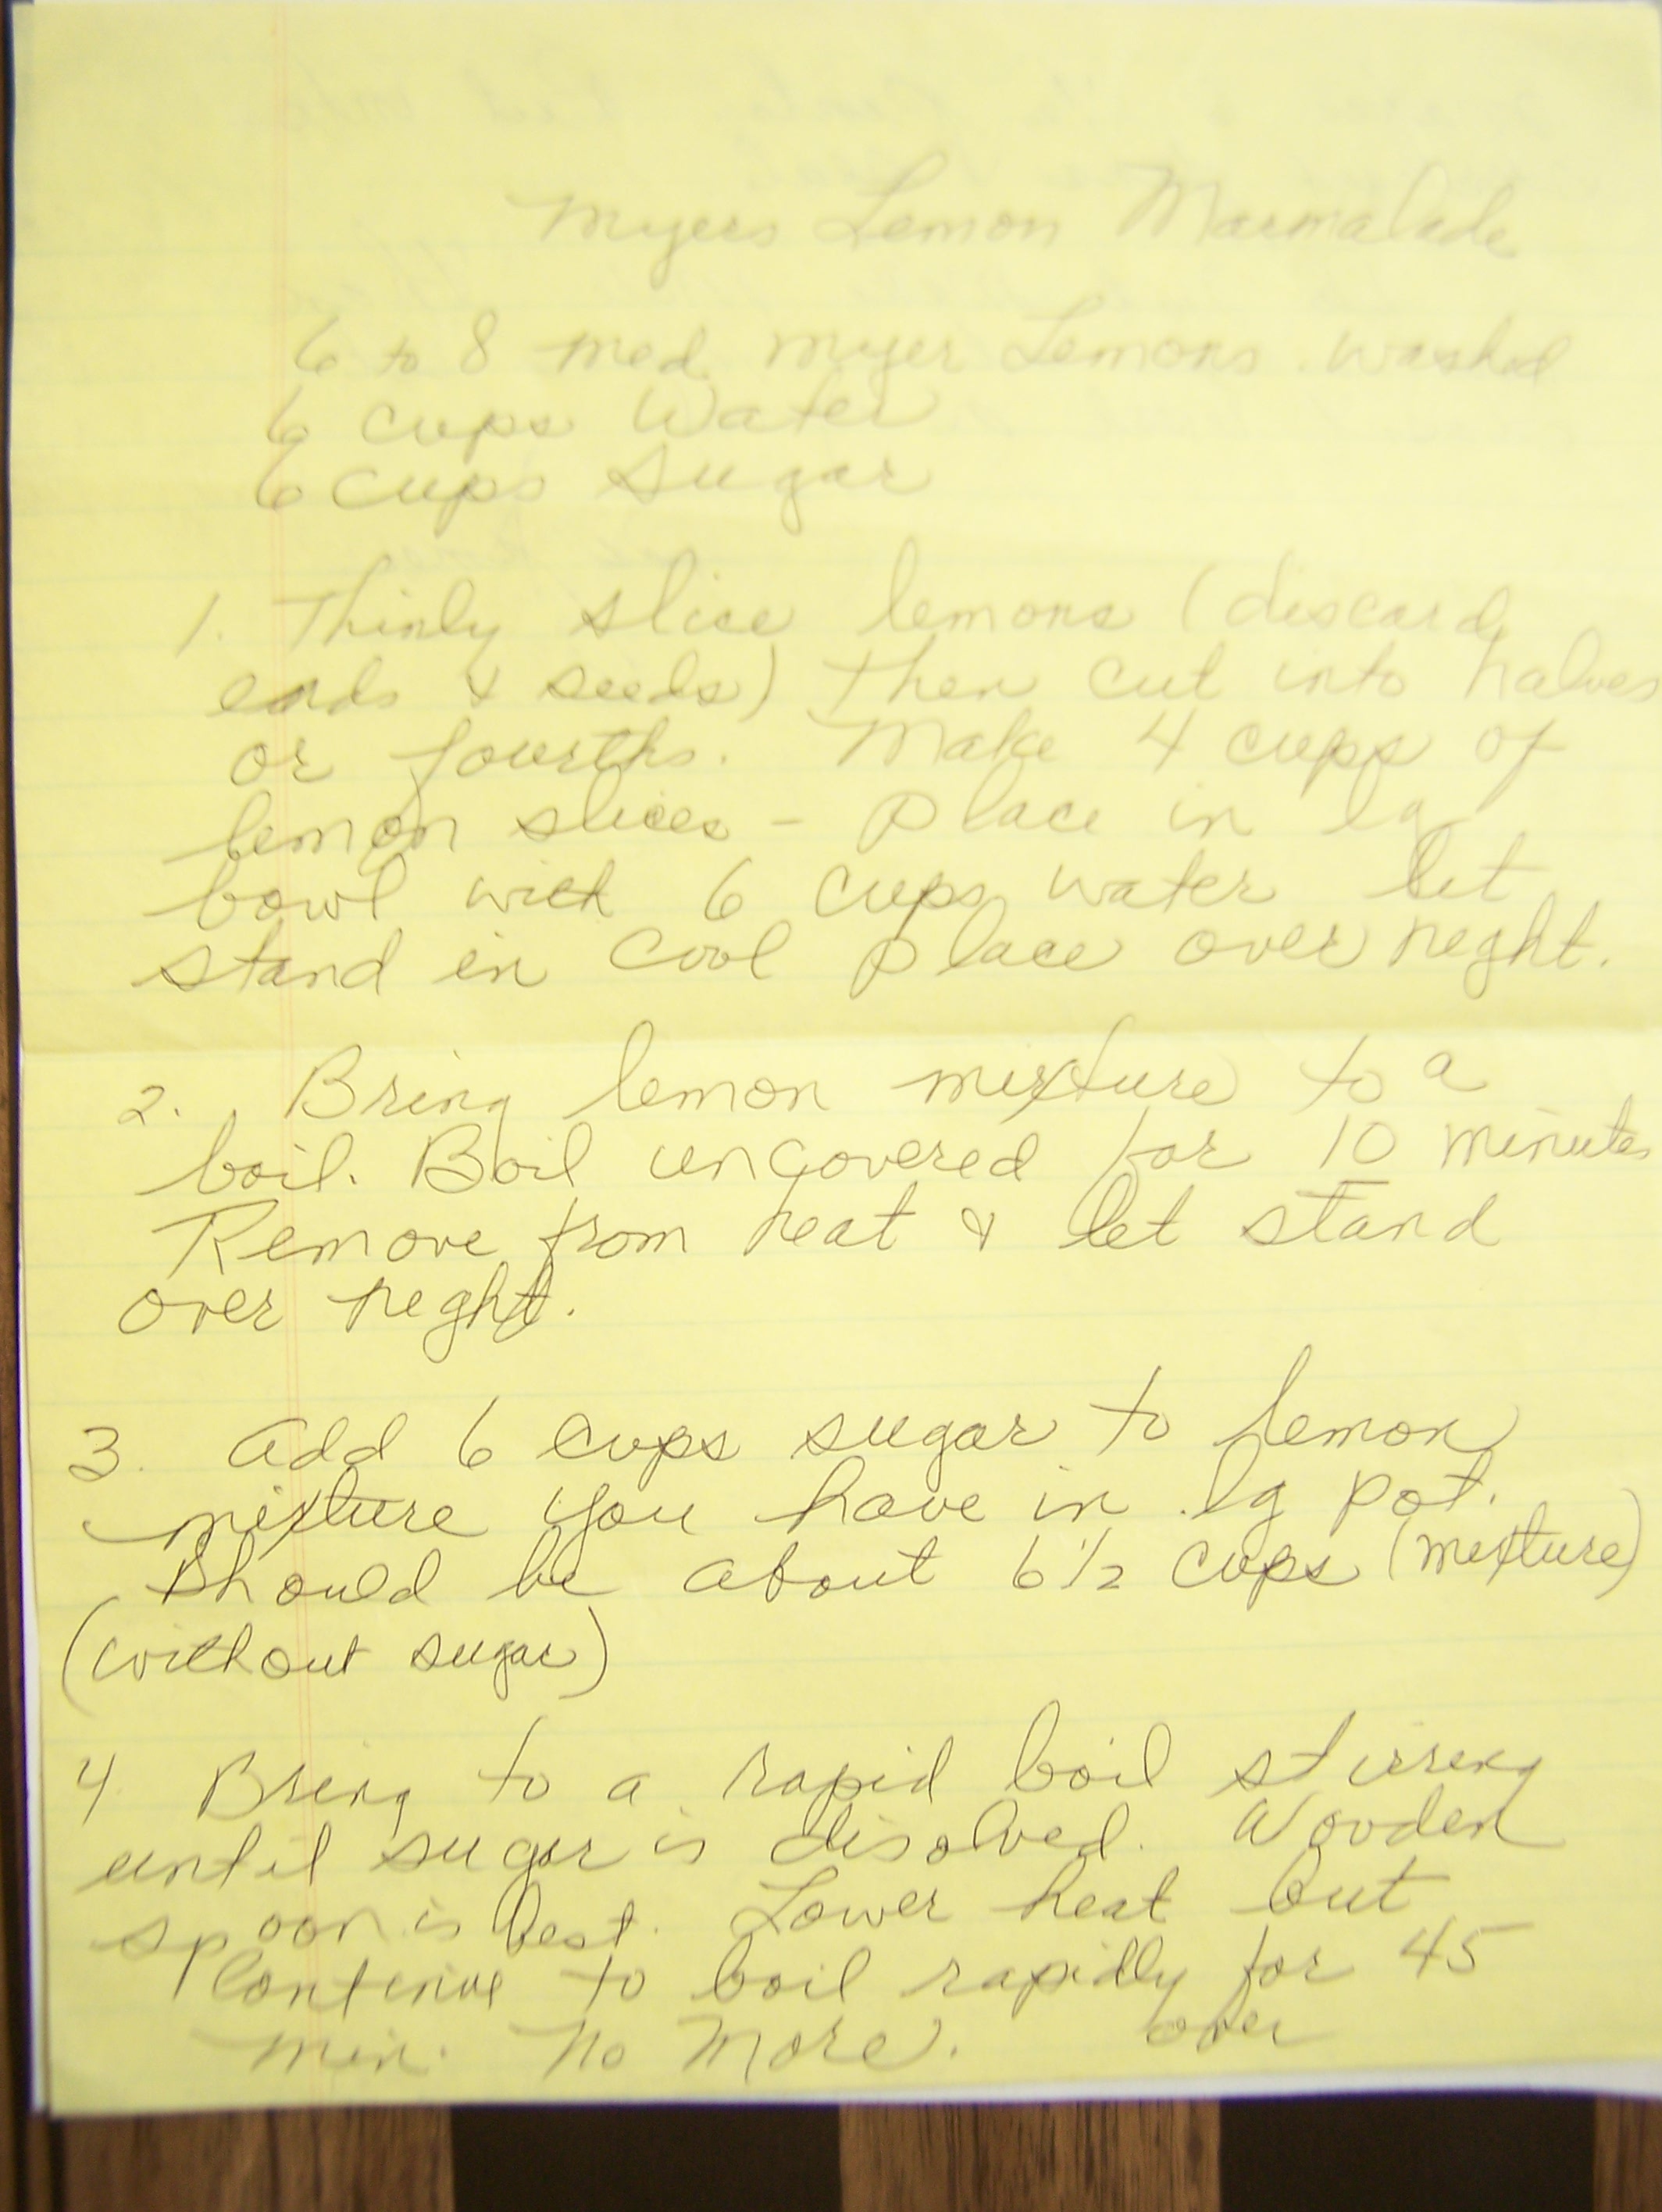 Myers Lemon Marmalade
6 to 8 med myer Lemons. washed
6 cups Water
6 cups sugar
1. Thinly slice lemons (discard
ends & seeds) Then cut into halves
or fourths. Make 4 cups of
lemon slices - place in lg
bowl with 6 cups water let
stand in cool place over night.
2. Bring lemon mixture to a
boil. Boil uncovered for 10 minutes
Remove from heat & let stand
over night.
3. Add 6 cups sugar to lemon
mixture you have in lg pot.
Should be about 6 1/2 cups (mixture)
(without sugar)
4. Bring to a rapid boil stirring
until sugar is disolved. Wooden
spoon is best. Lower heat but
Continue to boil rapidly for 45
min. No More. over